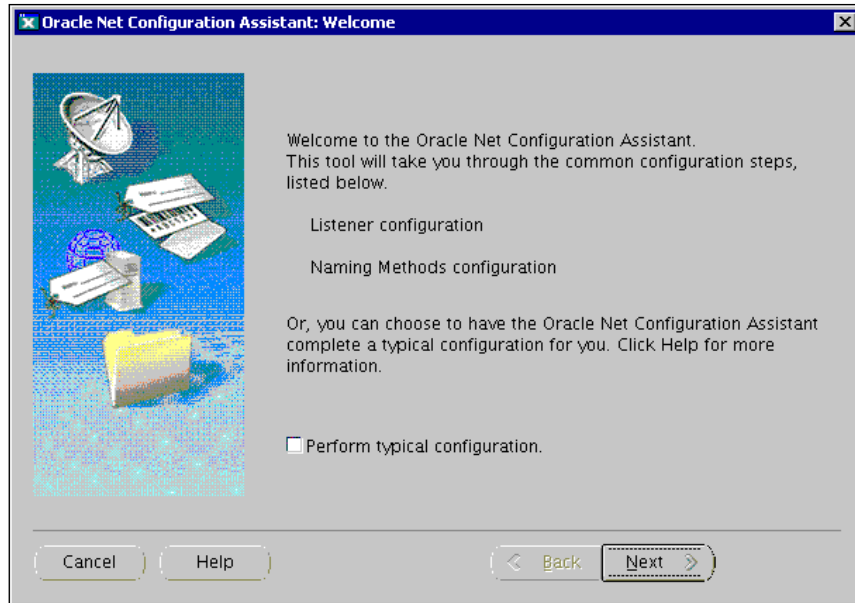 Oracle Net Configuration Assistant: Welcome
Welcome to the Oracle Net Configuration Assistant.
This tool will take you through the common configuration steps,
listed below.
Listener configuration
Naming Methods configuration
Or, you can choose to have the Oracle Net Configuration Assistant
complete a typical configuration for you. Click Help for more
information.
Perform typical configuration.
Cancel Help Back Next